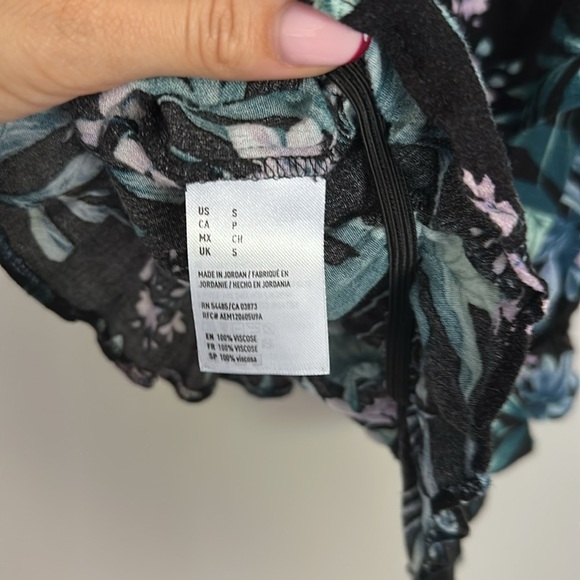 US S
CA P
MX CH
UK S
MADE IN JORDAN / FABRIQUÉ EN
JORDANIE / HECHO EN JORDANIA
RN 54485/CA 03873
RFC# AEM120605U9A
EN 100% VISCOSE
FR 100% VISCOSE
SP 100% viscosa